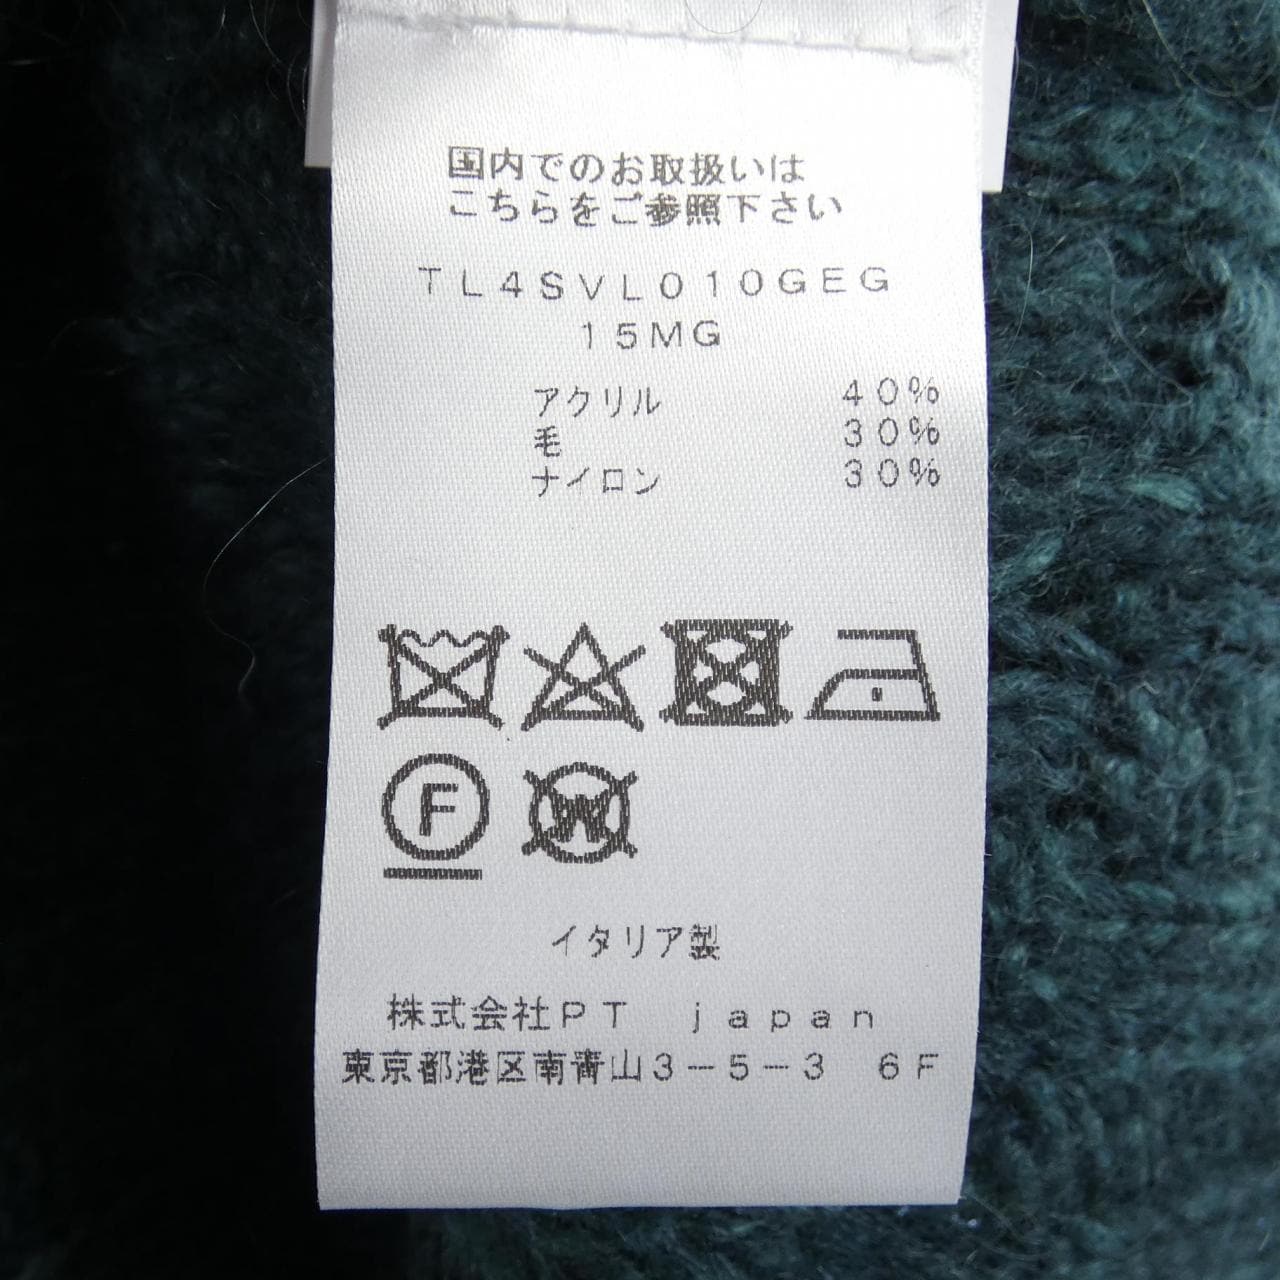 国内でのお取扱いは
こちらをご参照下さい
TL4SVL010GEG
15MG
アクリル 40%
毛 30%
ナイロン 30%
F W
イタリア製
株式会社PT japan
東京都港区南青山3-5-3 6F